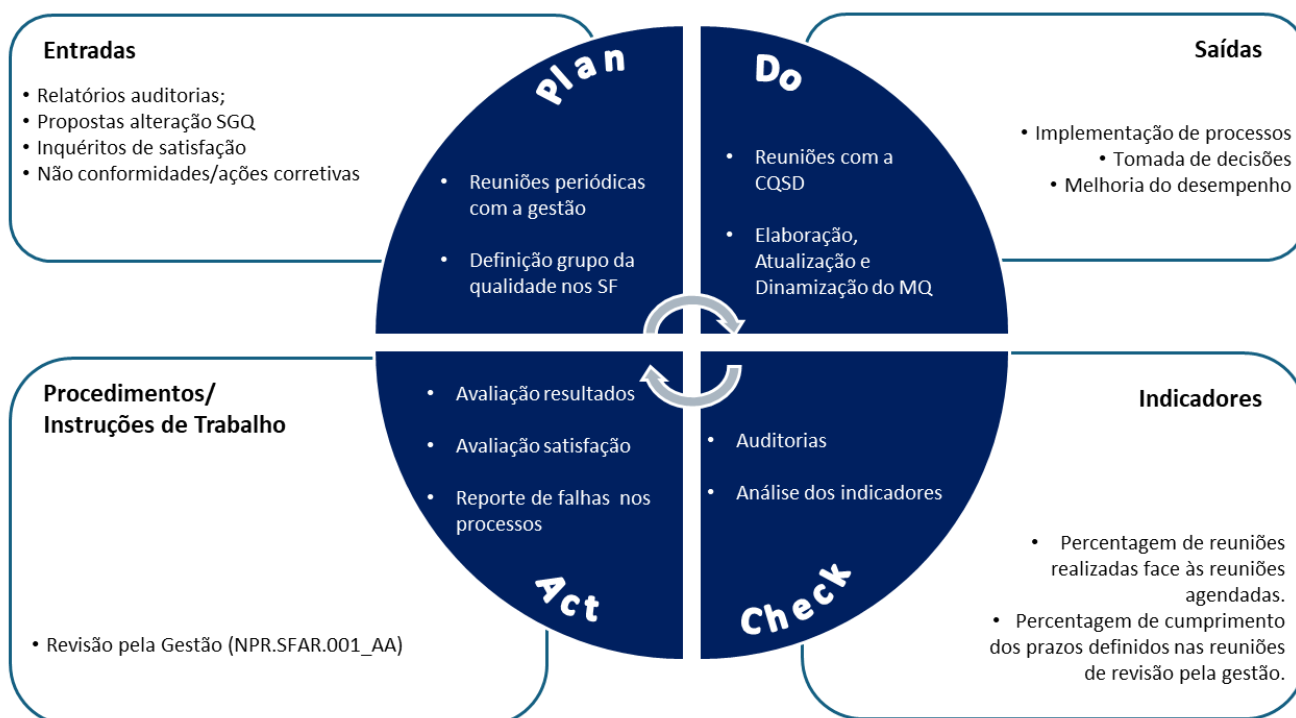 Entradas
• Relatórios auditorias;
• Propostas alteração SGQ
• Inquéritos de satisfação
• Não conformidades/ações corretivas
Plan
• Reuniões periódicas
com a gestão
• Definição grupo da
qualidade nos SF
Do
• Reuniões com a
CQSD
• Elaboração,
Atualização e
Dinamização do MQ
Saídas
• Implementação de processos
• Tomada de decisões
• Melhoria do desempenho
Procedimentos/
Instruções de Trabalho
• Revisão pela Gestão (NPR.SFAR.001_AA)
• Avaliação resultados
• Avaliação satisfação
• Reporte de falhas nos
processos
Act
• Auditorias
• Análise dos indicadores
Check
Indicadores
• Percentagem de reuniões
realizadas face às reuniões
agendadas.
• Percentagem de cumprimento
dos prazos definidos nas reuniões
de revisão pela gestão.